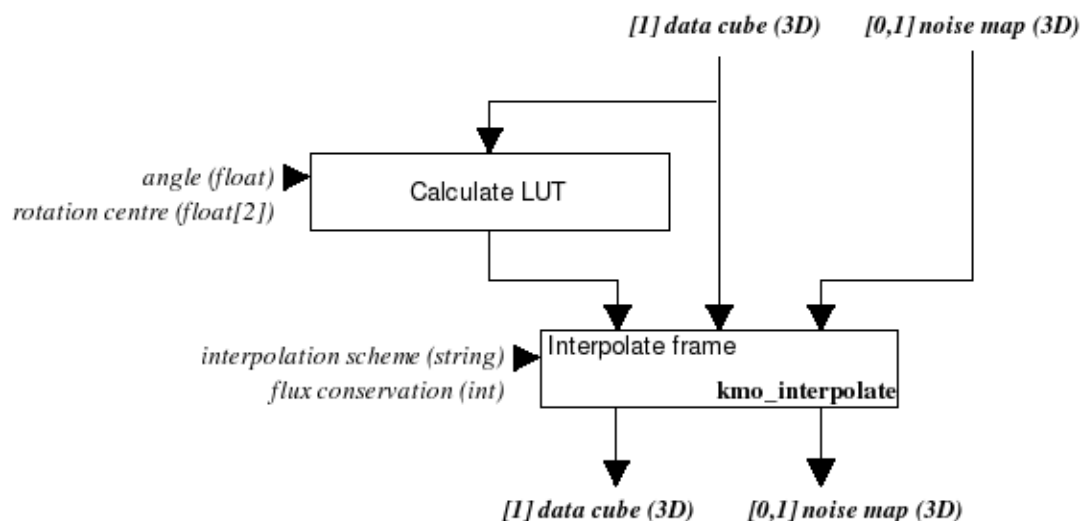 [1] data cube (3D) [0,1] noise map (3D)
angle (float)
Calculate LUT
rotation centre (float[2])
interpolation scheme (string)
Interpolate frame
flux conservation (int)
kmo_interpolate
[1] data cube (3D) [0,1] noise map (3D)